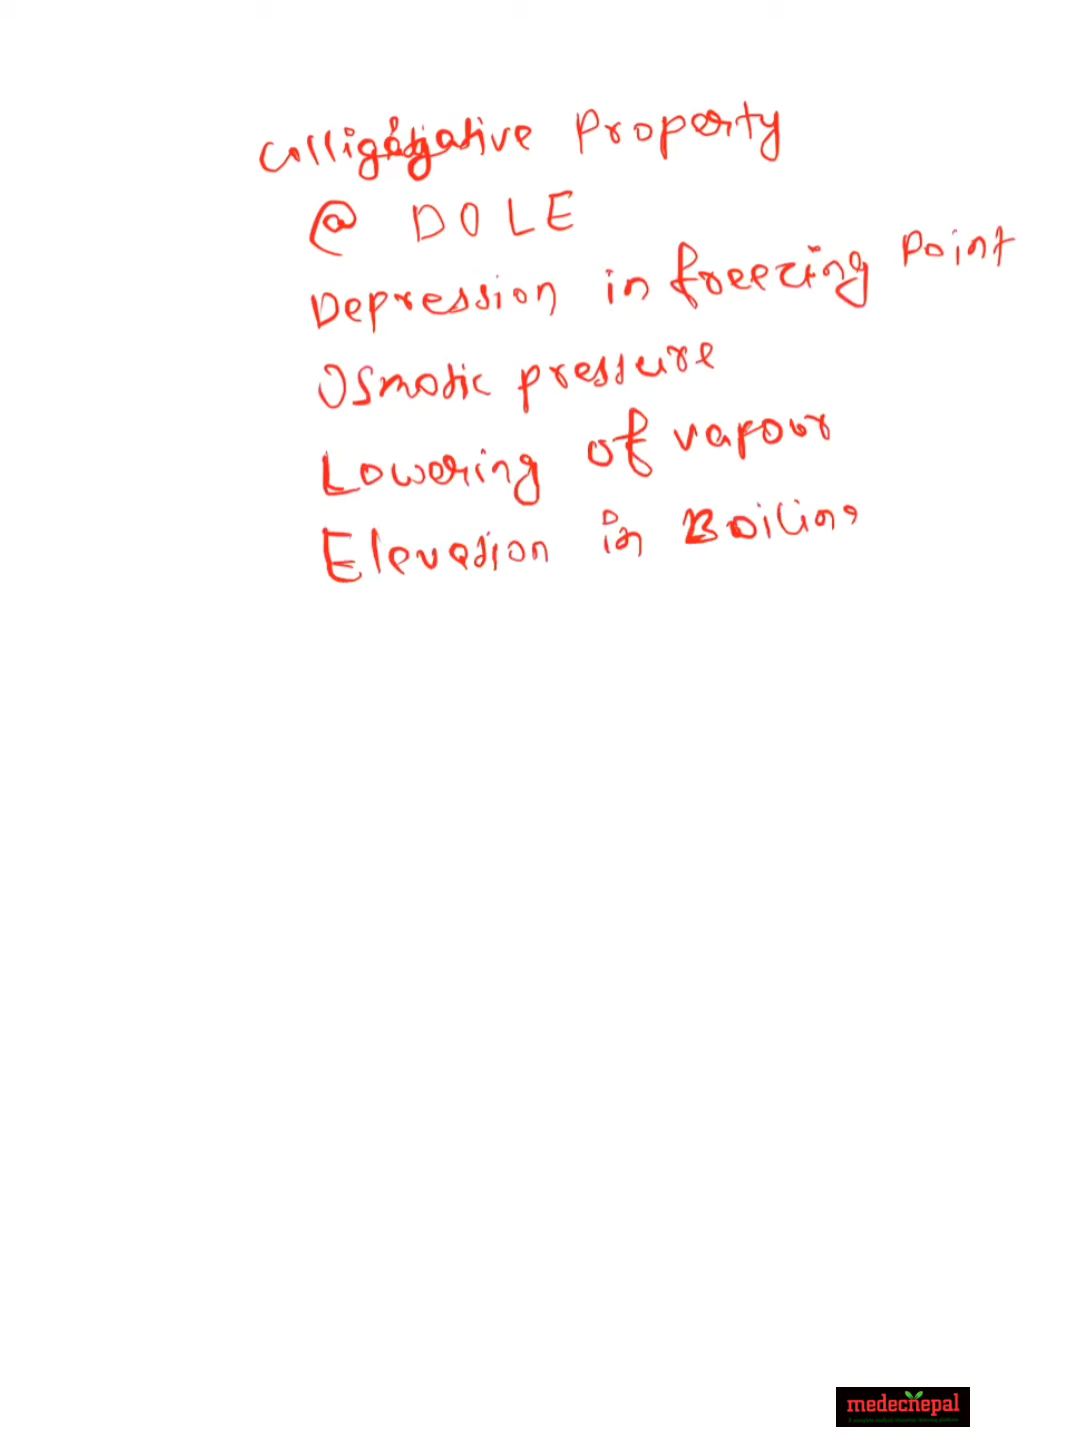 Colligative Property
@ DOLE
Depression in freezing Point
Osmotic pressure
Lowering of vapour
Elevation in Boiling
medecnepal